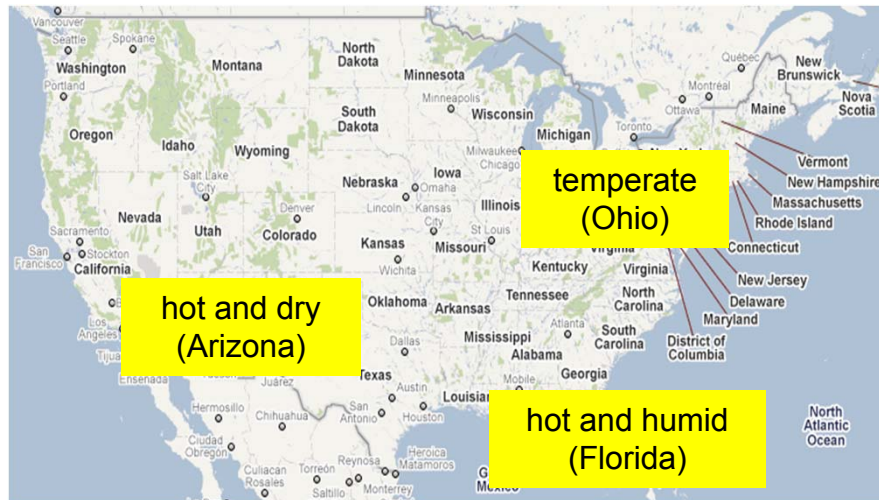 Vancouver
Seattle
Spokane
Washington
Portland
Oregon
Montana
North
Dakota
Minnesota
Minneapolis
South
Dakota
Wisconsin
Michigan
Québec
Montréal
Ottawa
Toronto
Maine
New
Brunswick
Nova
Scotia
Vermont
New Hampshire
Massachusetts
Rhode Island
Connecticut
New Jersey
Delaware
Maryland
District of
Columbia
Idaho
Wyoming
Salt Lake
City
Nevada
Utah
Denver
Colorado
Nebraska
Iowa
Omaha
Lincoln
Kansas
City
Kansas
Wichita
Milwaukee
Chicago
Illinois
St Louis
Missouri
temperate
(Ohio)
Virginia
Kentucky
Virginia
Sacramento
San
Francisco
Stockton
California
Los
Angeles
hot and dry
(Arizona)
Oklahoma
Arkansas
Tennessee
North
Carolina
Atlanta
South
Carolina
Mississippi
Alabama
Georgia
Dallas
Texas
Austin
San
Antonio
Houston
Mobile
hot and humid
(Florida)
North
Atlantic
Ocean
Ensenada
Juárez
Hermosillo
Chihuahua
Ciudad
Obregón
Culiacan
Rosales
Torreón
Saltillo
Reynosa
Monterrey
Heroica
Matamoros
Mexico